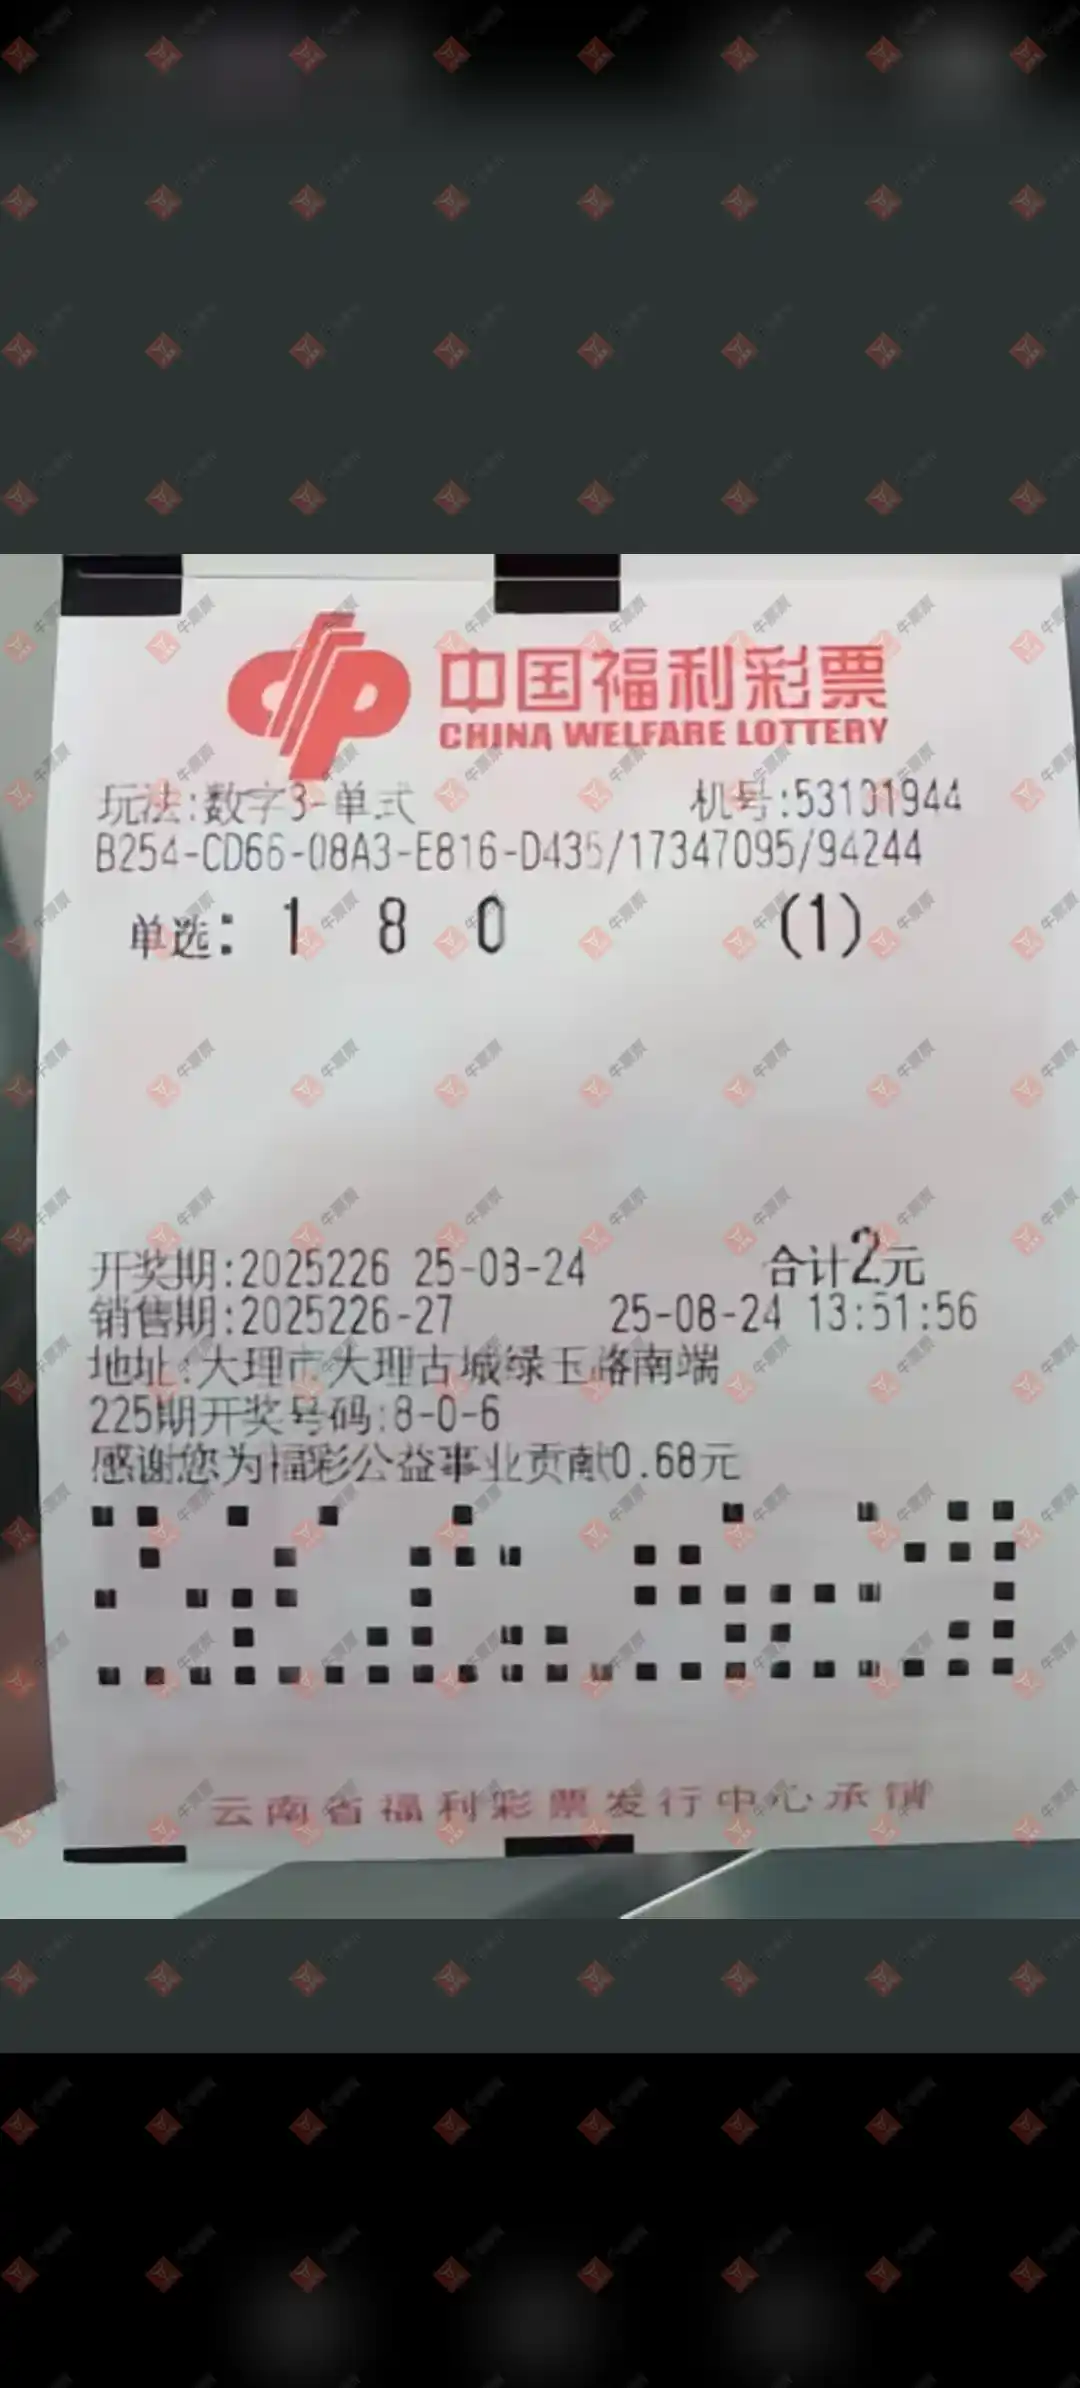 中国福利彩票
CHINA WELFARE LOTTERY
玩法:数字3-单式 机号:53101944
B254-CD66-08A3-E816-D435/17347095/94244
单选: 1 8 0 (1)
开奖期:2025226 25-08-24 合计2元
销售期:2025226-27 25-08-24 13:51:56
地址:大理市大理古城绿玉路南端
225期开奖号码:8-0-6
感谢您为福彩公益事业贡献0.68元
云南省福利彩票发行中心承销
牛票票